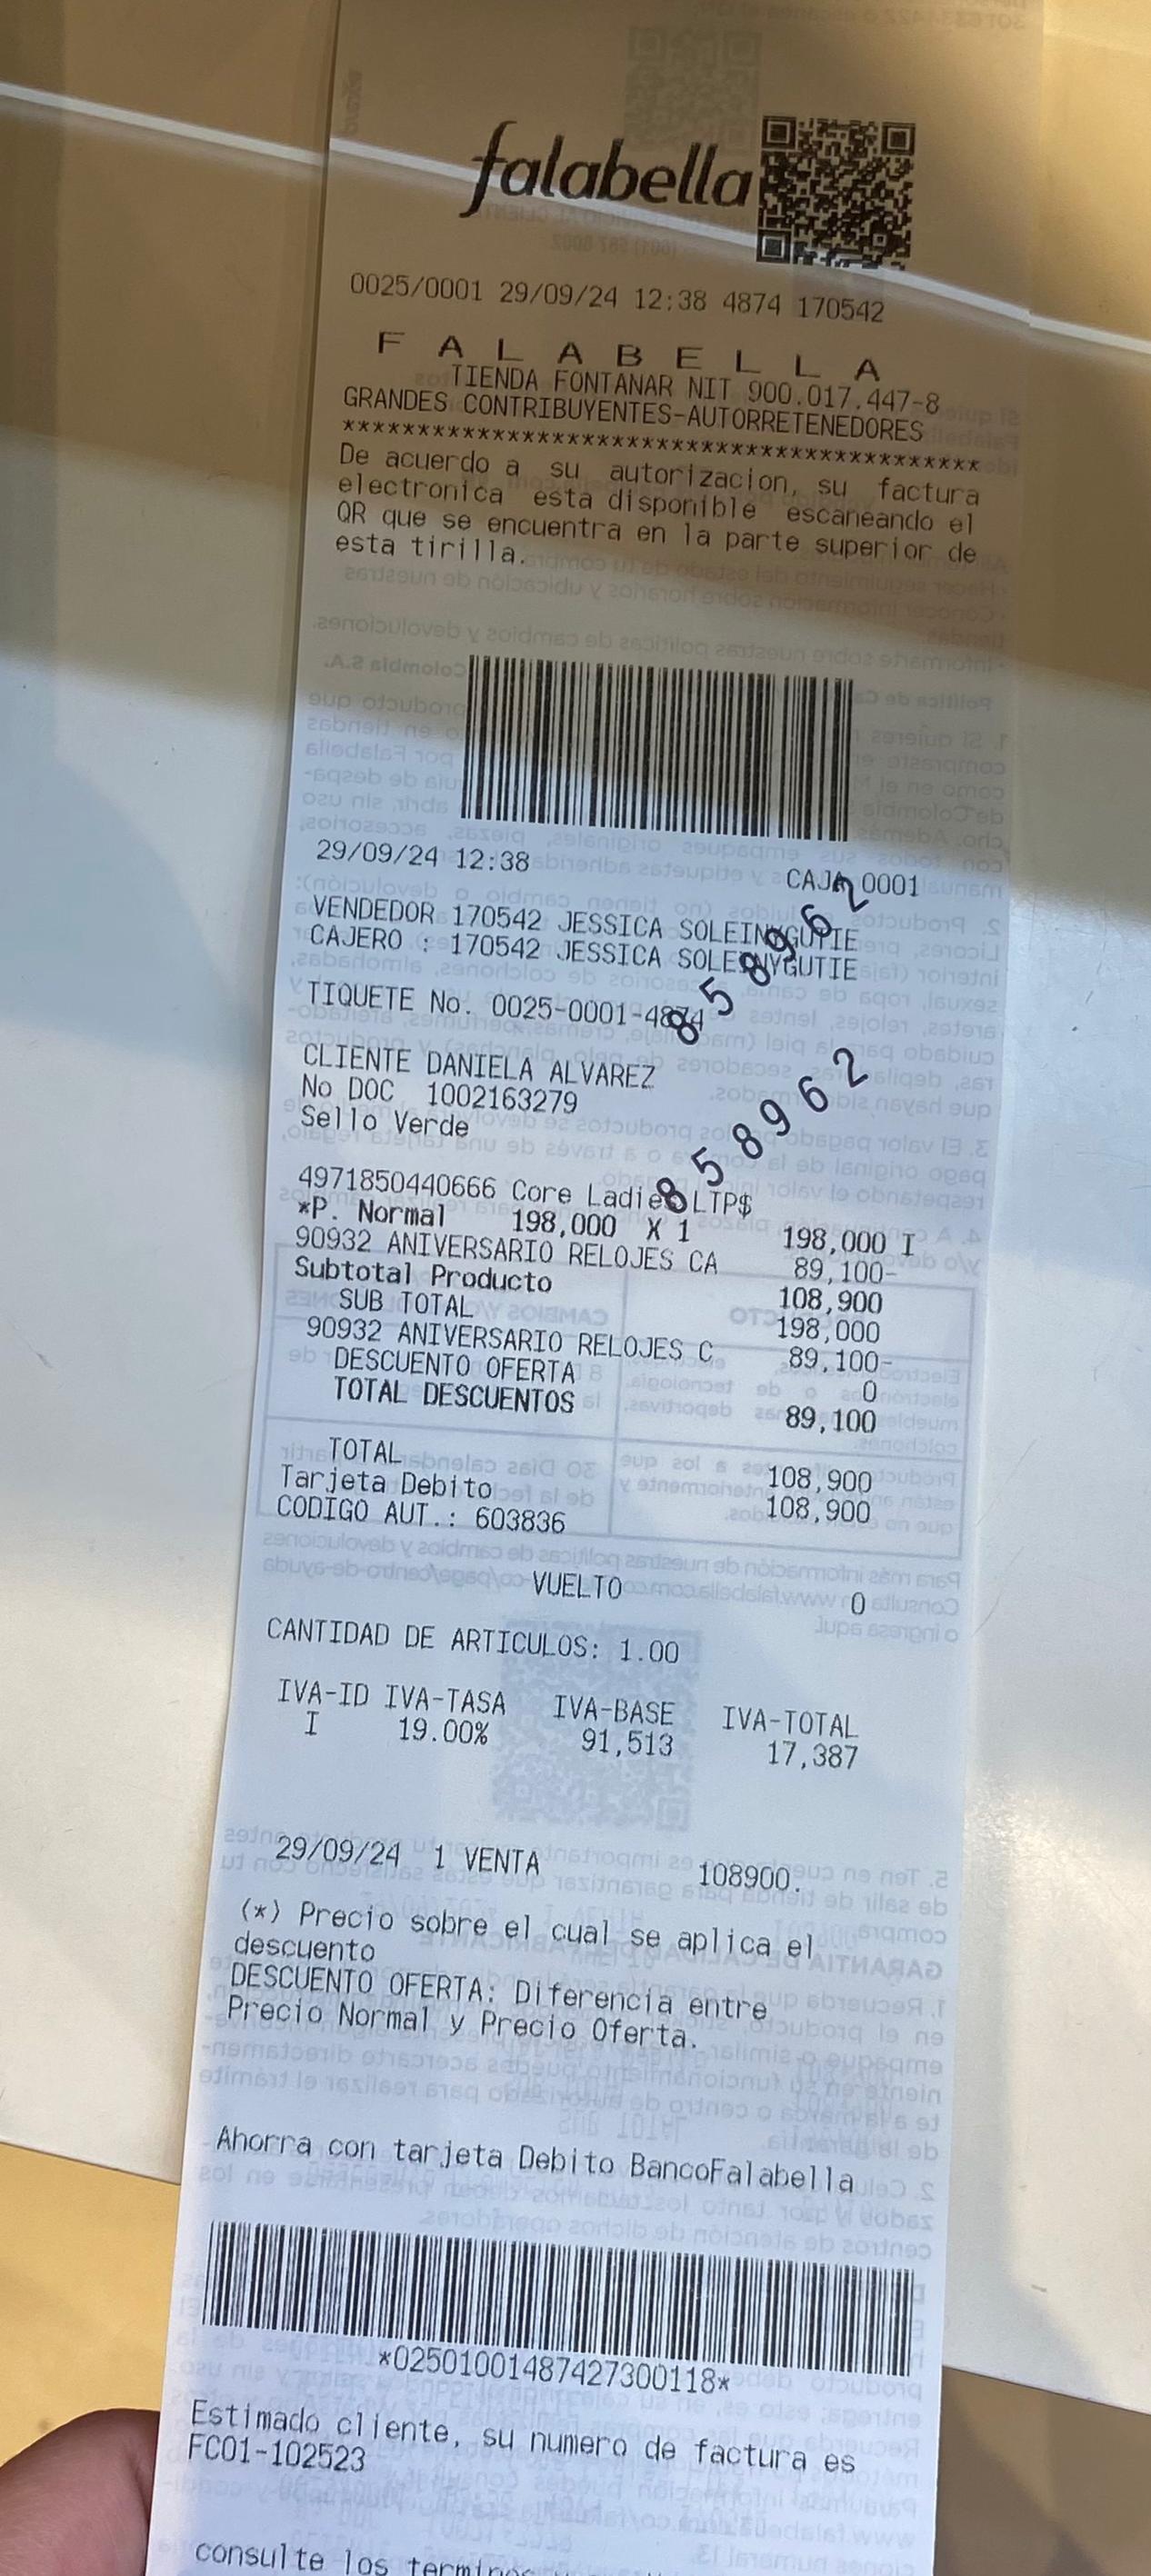 falabella
0025/0001 29/09/24 12:38 4874 170542
F A L A B E L L A
TIENDA FONTANAR NIT 900.017.447-8
GRANDES CONTRIBUYENTES-AUTORRETENEDORES
********************************************
De acuerdo a su autorizacion, su factura
electronica esta disponible escaneando el
QR que se encuentra en la parte superior de
esta tirilla.
29/09/24 12:38 CAJA 0001
VENDEDOR 170542 JESSICA SOLEINYGUTIE
CAJERO : 170542 JESSICA SOLEINYGUTIE
858962
TIQUETE No. 0025-0001-4874
CLIENTE DANIELA ALVAREZ
No DOC 1002163279
Sello Verde
858962
4971850440666 Core Ladies LTP$ 198,000 I
*P. Normal 198,000 X 1
90932 ANIVERSARIO RELOJES CA 89,100-
Subtotal Producto 108,900
SUB TOTAL 198,000
90932 ANIVERSARIO RELOJES C 89,100-
DESCUENTO OFERTA 0
TOTAL DESCUENTOS 89,100
TOTAL 108,900
Tarjeta Debito 108,900
CODIGO AUT.: 603836
VUELTO 0
CANTIDAD DE ARTICULOS: 1.00
IVA-ID IVA-TASA IVA-BASE IVA-TOTAL
I 19.00% 91,513 17,387
29/09/24 1 VENTA 108900.
(*) Precio sobre el cual se aplica el
descuento
DESCUENTO OFERTA: Diferencia entre
Precio Normal y Precio Oferta.
Ahorra con tarjeta Debito BancoFalabella
*02501001487427300118*
Estimado cliente, su numero de factura es
FC01-102523
consulte los